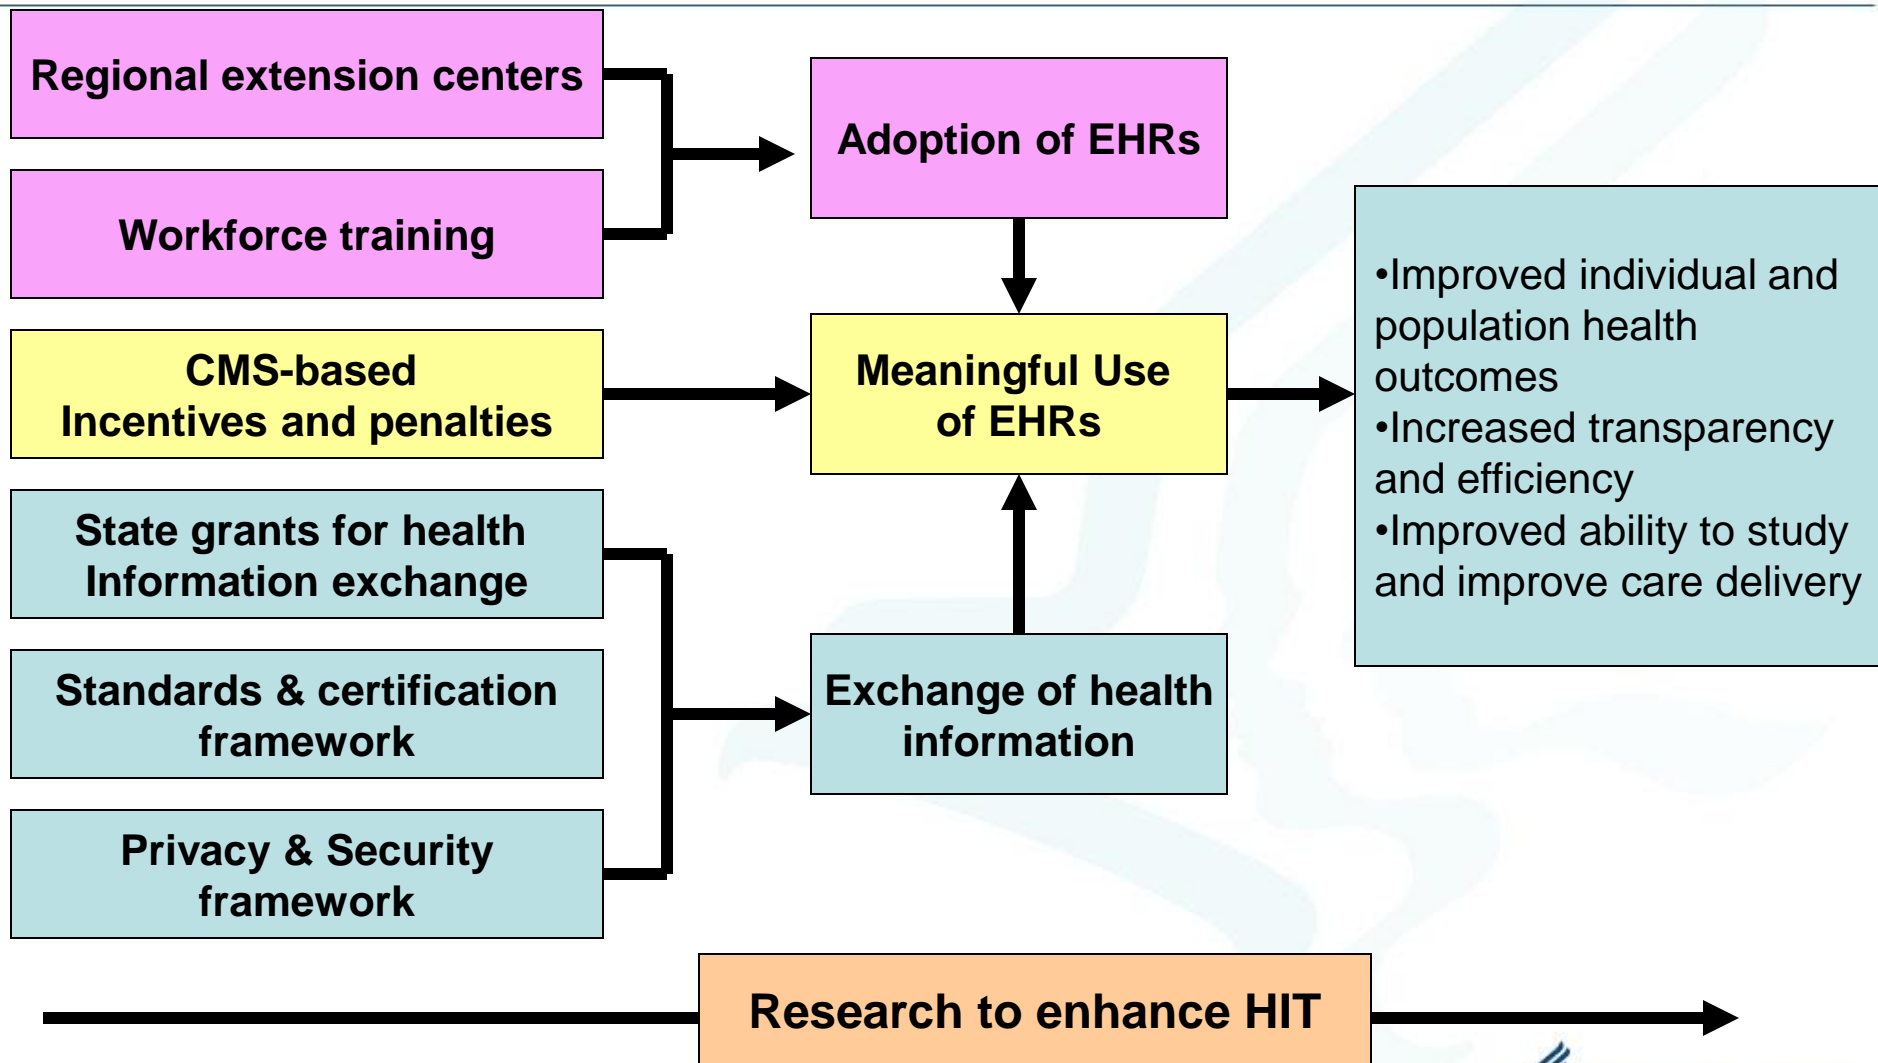 Regional extension centers
Workforce training
CMS-based
Incentives and penalties
State grants for health
Information exchange
Standards & certification
framework
Privacy & Security
framework
Adoption of EHRs
Meaningful Use
of EHRs
Exchange of health
information
•Improved individual and
population health
outcomes
•Increased transparency
and efficiency
•Improved ability to study
and improve care delivery
Research to enhance HIT